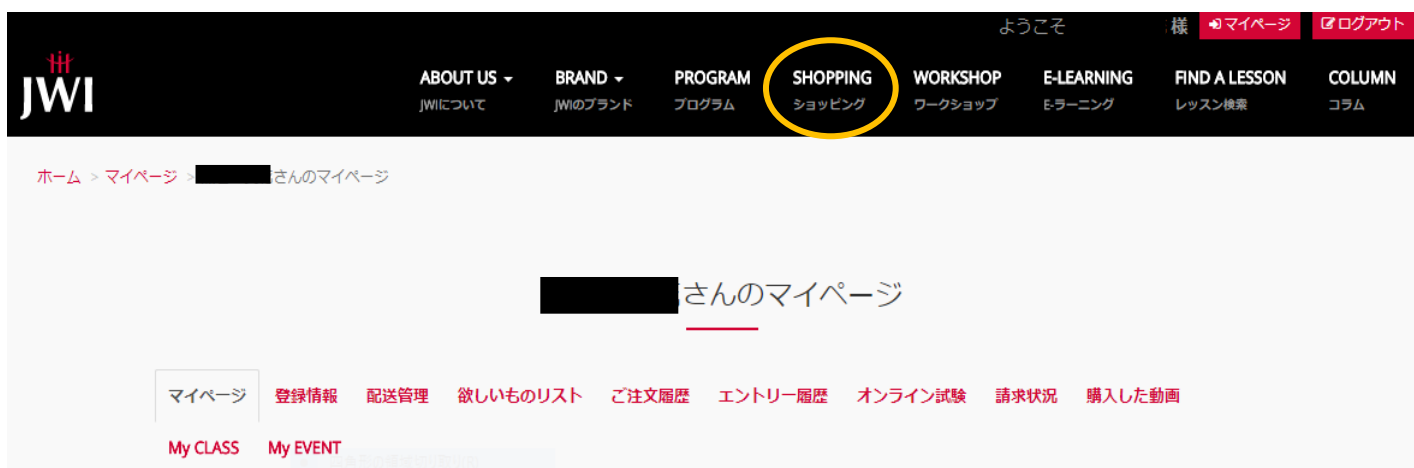 ようこそ 様 マイページ ログアウト
JWI
ABOUT US BRAND PROGRAM SHOPPING WORKSHOP E-LEARNING FIND A LESSON COLUMN
JWIについて JWIのブランド プログラム ショッピング ワークショップ E-ラーニング レッスン検索 コラム
ホーム > マイページ > さんのマイページ
さんのマイページ
マイページ 登録情報 配送管理 欲しいものリスト ご注文履歴 エントリー履歴 オンライン試験 請求状況 購入した動画
My CLASS My EVENT